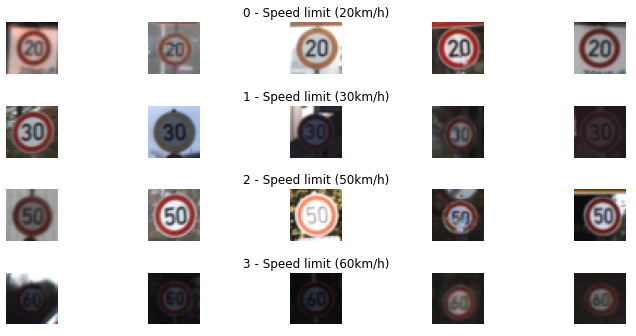 0 - Speed limit (20km/h)
20 20 20 20 20
1 - Speed limit (30km/h)
30 30 30 30 30
2 - Speed limit (50km/h)
50 50 50 50 50
3 - Speed limit (60km/h)
60 60 60 60 60